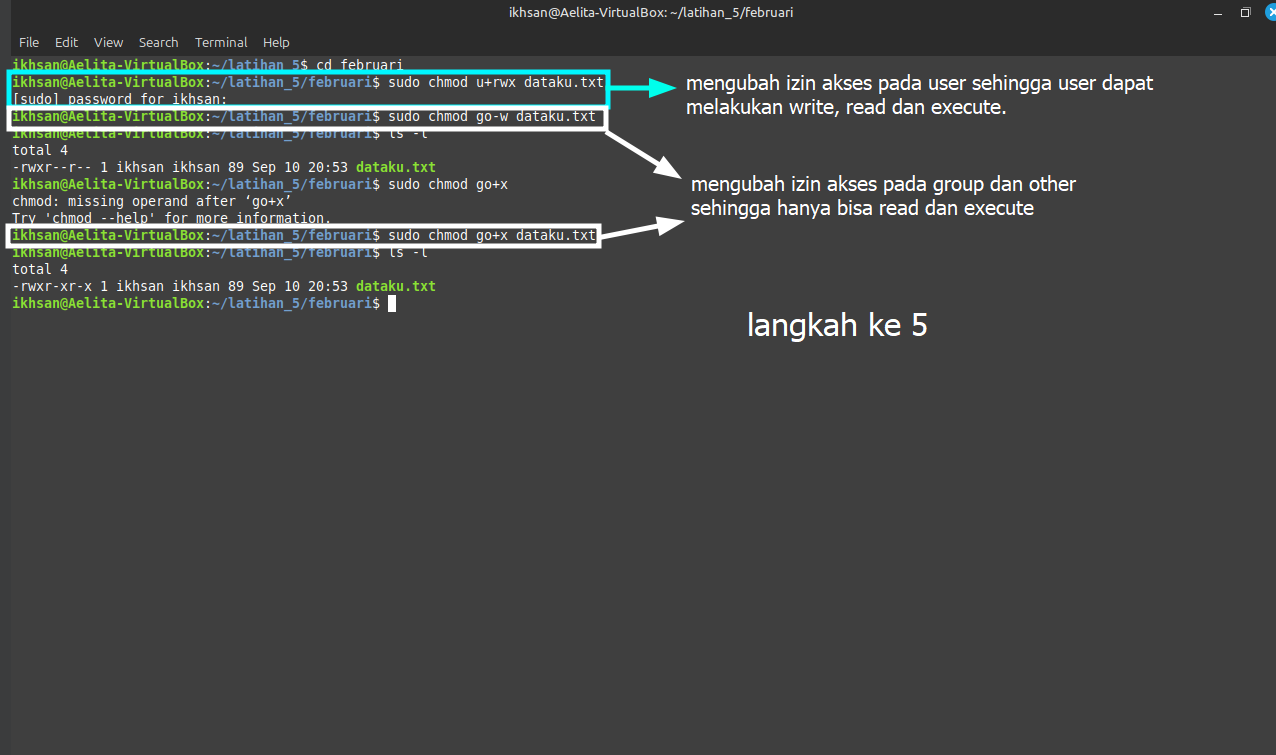 ikhsan@Aelita-VirtualBox: ~/latihan_5/februari
File Edit View Search Terminal Help
ikhsan@Aelita-VirtualBox:~/latihan_5$ cd februari
ikhsan@Aelita-VirtualBox:~/latihan_5/februari$ sudo chmod u+rwx dataku.txt
[sudo] password for ikhsan:
ikhsan@Aelita-VirtualBox:~/latihan_5/februari$ sudo chmod go-w dataku.txt
ikhsan@Aelita-VirtualBox:~/latihan_5/februari$ ls -l
total 4
-rwxr--r-- 1 ikhsan ikhsan 89 Sep 10 20:53 dataku.txt
ikhsan@Aelita-VirtualBox:~/latihan_5/februari$ sudo chmod go+x
chmod: missing operand after ‘go+x’
Try 'chmod --help' for more information.
ikhsan@Aelita-VirtualBox:~/latihan_5/februari$ sudo chmod go+x dataku.txt
ikhsan@Aelita-VirtualBox:~/latihan_5/februari$ ls -l
total 4
-rwxr-xr-x 1 ikhsan ikhsan 89 Sep 10 20:53 dataku.txt
ikhsan@Aelita-VirtualBox:~/latihan_5/februari$
mengubah izin akses pada user sehingga user dapat
melakukan write, read dan execute.
mengubah izin akses pada group dan other
sehingga hanya bisa read dan execute
langkah ke 5